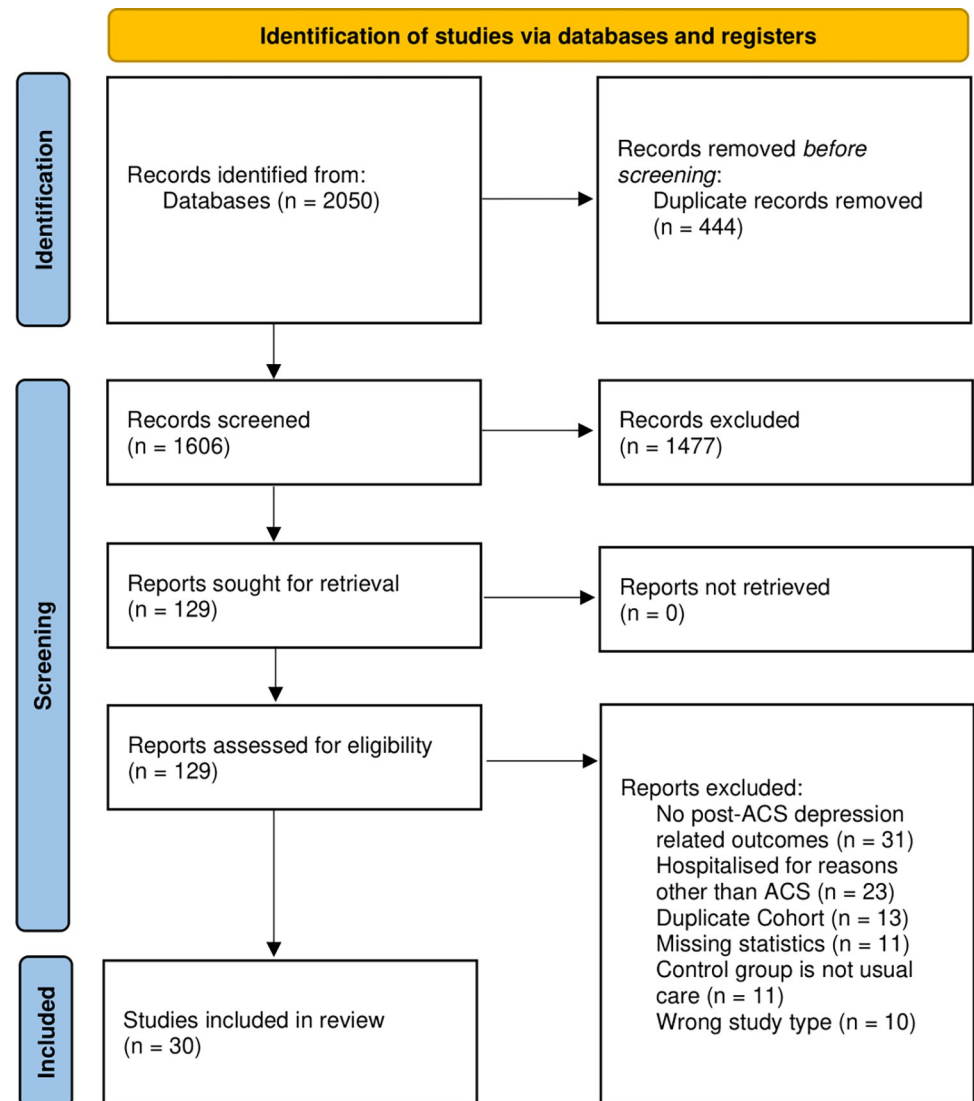 Identification of studies via databases and registers
Identification
Records identified from:
Databases (n = 2050)
Records removed before
screening:
Duplicate records removed
(n = 444)
Screening
Records screened
(n = 1606)
Records excluded
(n = 1477)
Reports sought for retrieval
(n = 129)
Reports not retrieved
(n = 0)
Reports assessed for eligibility
(n = 129)
Reports excluded:
No post-ACS depression
related outcomes (n = 31)
Hospitalised for reasons
other than ACS (n = 23)
Duplicate Cohort (n = 13)
Missing statistics (n = 11)
Control group is not usual
care (n = 11)
Wrong study type (n = 10)
Included
Studies included in review
(n = 30)